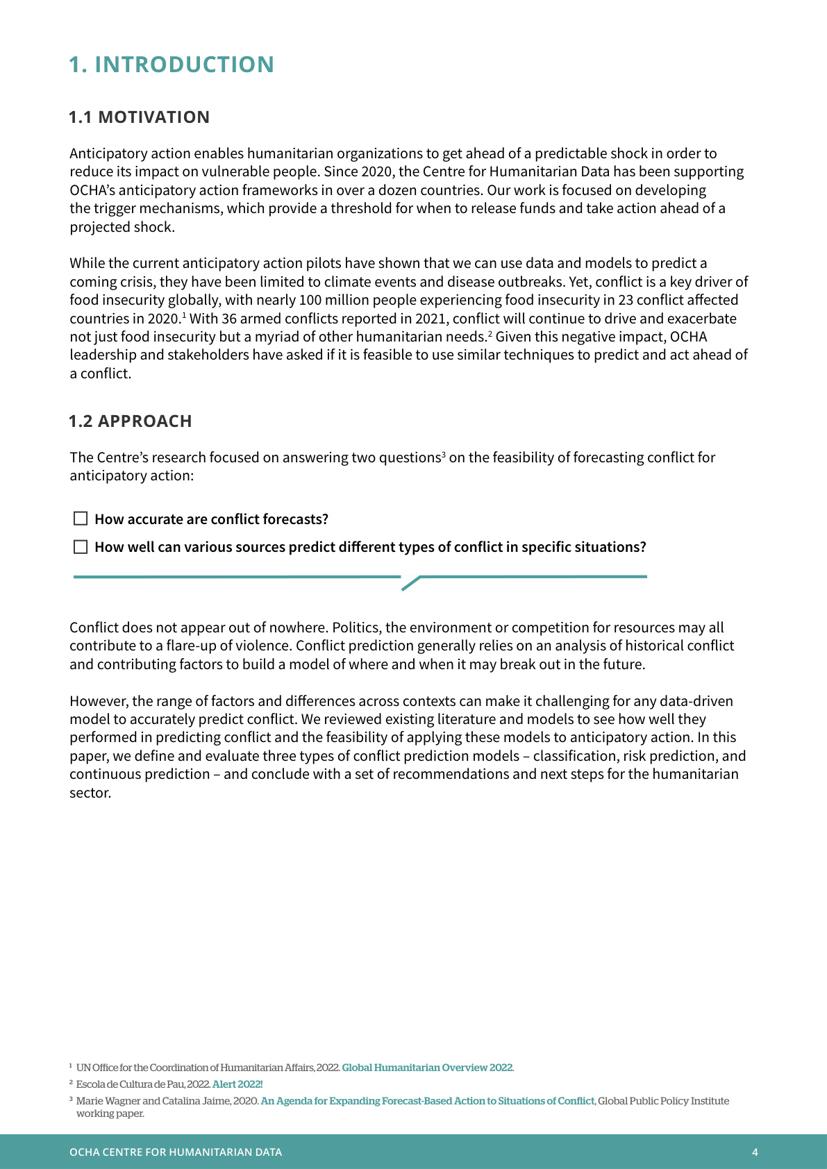 1. INTRODUCTION
1.1 MOTIVATION
Anticipatory action enables humanitarian organizations to get ahead of a predictable shock in order to
reduce its impact on vulnerable people. Since 2020, the Centre for Humanitarian Data has been supporting
OCHA’s anticipatory action frameworks in over a dozen countries. Our work is focused on developing
the trigger mechanisms, which provide a threshold for when to release funds and take action ahead of a
projected shock.
While the current anticipatory action pilots have shown that we can use data and models to predict a
coming crisis, they have been limited to climate events and disease outbreaks. Yet, conflict is a key driver of
food insecurity globally, with nearly 100 million people experiencing food insecurity in 23 conflict affected
countries in 2020.¹ With 36 armed conflicts reported in 2021, conflict will continue to drive and exacerbate
not just food insecurity but a myriad of other humanitarian needs.² Given this negative impact, OCHA
leadership and stakeholders have asked if it is feasible to use similar techniques to predict and act ahead of
a conflict.
1.2 APPROACH
The Centre’s research focused on answering two questions³ on the feasibility of forecasting conflict for
anticipatory action:
☐ How accurate are conflict forecasts?
☐ How well can various sources predict different types of conflict in specific situations?
Conflict does not appear out of nowhere. Politics, the environment or competition for resources may all
contribute to a flare-up of violence. Conflict prediction generally relies on an analysis of historical conflict
and contributing factors to build a model of where and when it may break out in the future.
However, the range of factors and differences across contexts can make it challenging for any data-driven
model to accurately predict conflict. We reviewed existing literature and models to see how well they
performed in predicting conflict and the feasibility of applying these models to anticipatory action. In this
paper, we define and evaluate three types of conflict prediction models – classification, risk prediction, and
continuous prediction – and conclude with a set of recommendations and next steps for the humanitarian
sector.
¹ UN Office for the Coordination of Humanitarian Affairs, 2022. Global Humanitarian Overview 2022.
² Escola de Cultura de Pau, 2022. Alert 2022!
³ Marie Wagner and Catalina Jaime, 2020. An Agenda for Expanding Forecast-Based Action to Situations of Conflict, Global Public Policy Institute
working paper.
OCHA CENTRE FOR HUMANITARIAN DATA 4